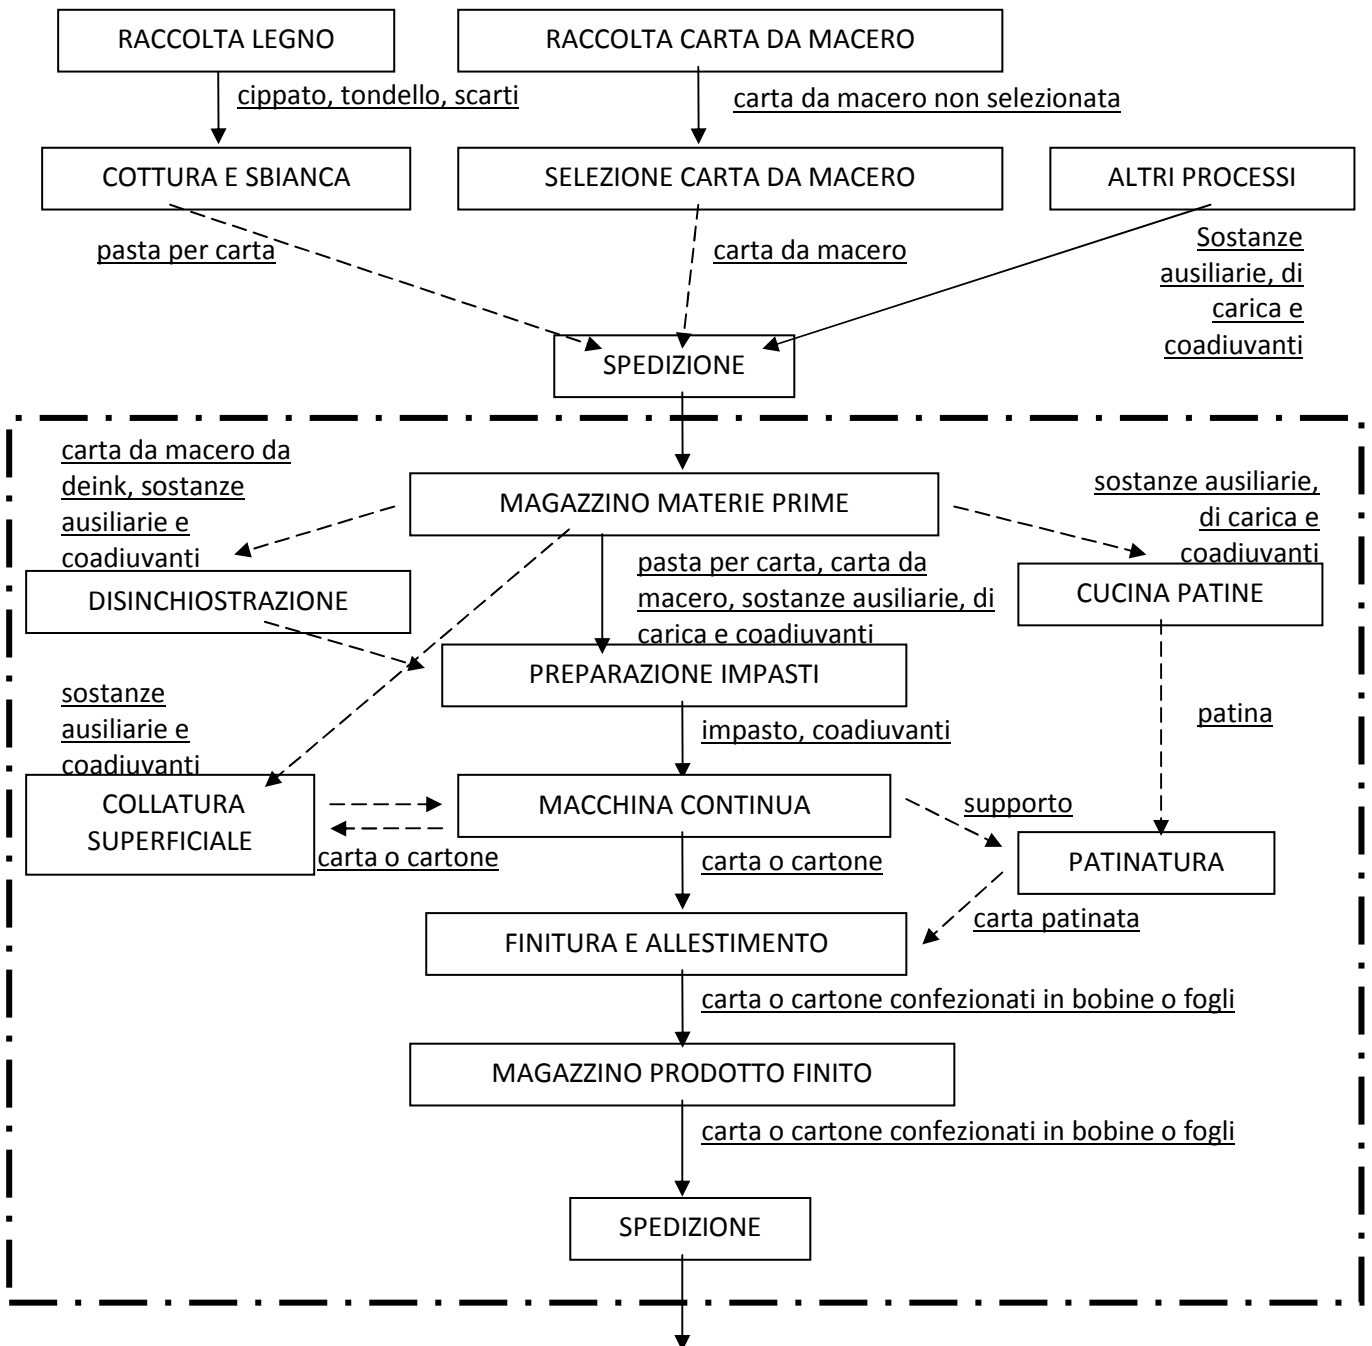 RACCOLTA LEGNO
RACCOLTA CARTA DA MACERO
cippato, tondello, scarti
carta da macero non selezionata
COTTURA E SBIANCA
SELEZIONE CARTA DA MACERO
ALTRI PROCESSI
pasta per carta
carta da macero
Sostanze
ausiliarie, di
carica e
coadiuvanti
SPEDIZIONE
carta da macero da
deink, sostanze
ausiliarie e
coadiuvanti
MAGAZZINO MATERIE PRIME
sostanze ausiliarie,
di carica e
coadiuvanti
DISINCHIOSTRAZIONE
pasta per carta, carta da
macero, sostanze ausiliarie, di
carica e coadiuvanti
CUCINA PATINE
PREPARAZIONE IMPASTI
sostanze
ausiliarie e
coadiuvanti
impasto, coadiuvanti
patina
COLLATURA
SUPERFICIALE
MACCHINA CONTINUA
supporto
carta o cartone
carta o cartone
PATINATURA
carta patinata
FINITURA E ALLESTIMENTO
carta o cartone confezionati in bobine o fogli
MAGAZZINO PRODOTTO FINITO
carta o cartone confezionati in bobine o fogli
SPEDIZIONE